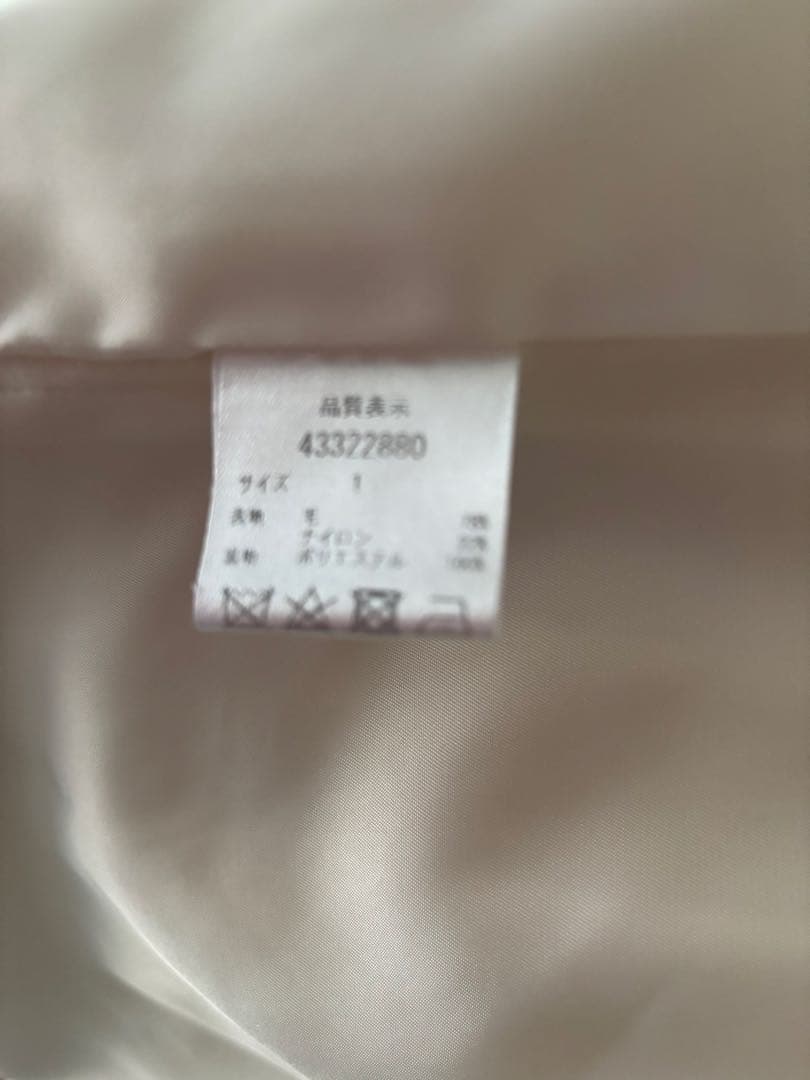 品質表示
43322880
サイズ 1
表地 毛
ナイロン
裏地 ポリエステル 100%